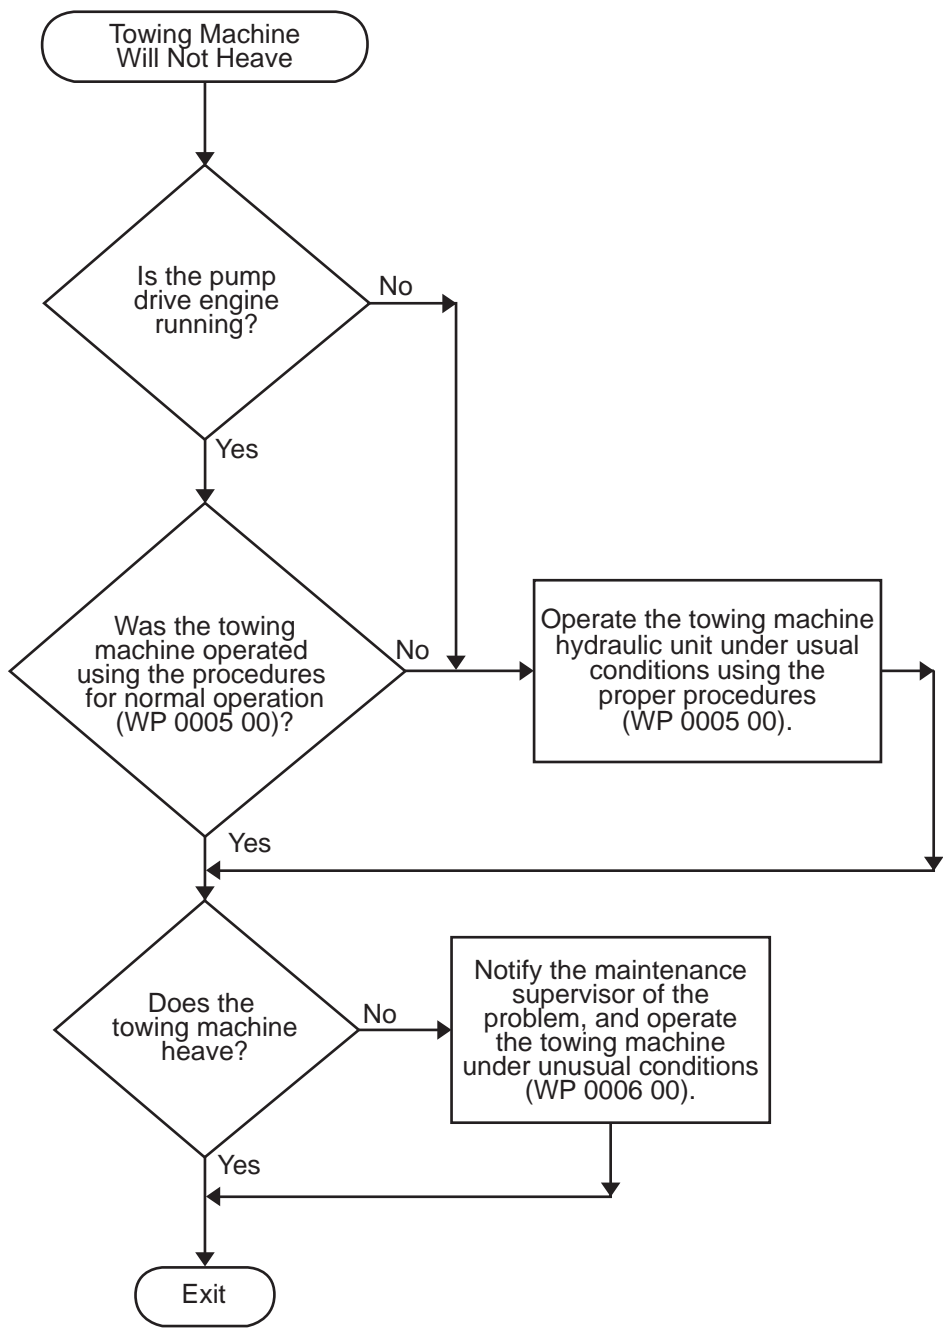 Towing Machine
Will Not Heave
Is the pump
drive engine
running?
No
Yes
Was the towing
machine operated
using the procedures
for normal operation
(WP 0005 00)?
No
Operate the towing machine
hydraulic unit under usual
conditions using the
proper procedures
(WP 0005 00).
Yes
Does the
towing machine
heave?
No
Notify the maintenance
supervisor of the
problem, and operate
the towing machine
under unusual conditions
(WP 0006 00).
Yes
Exit